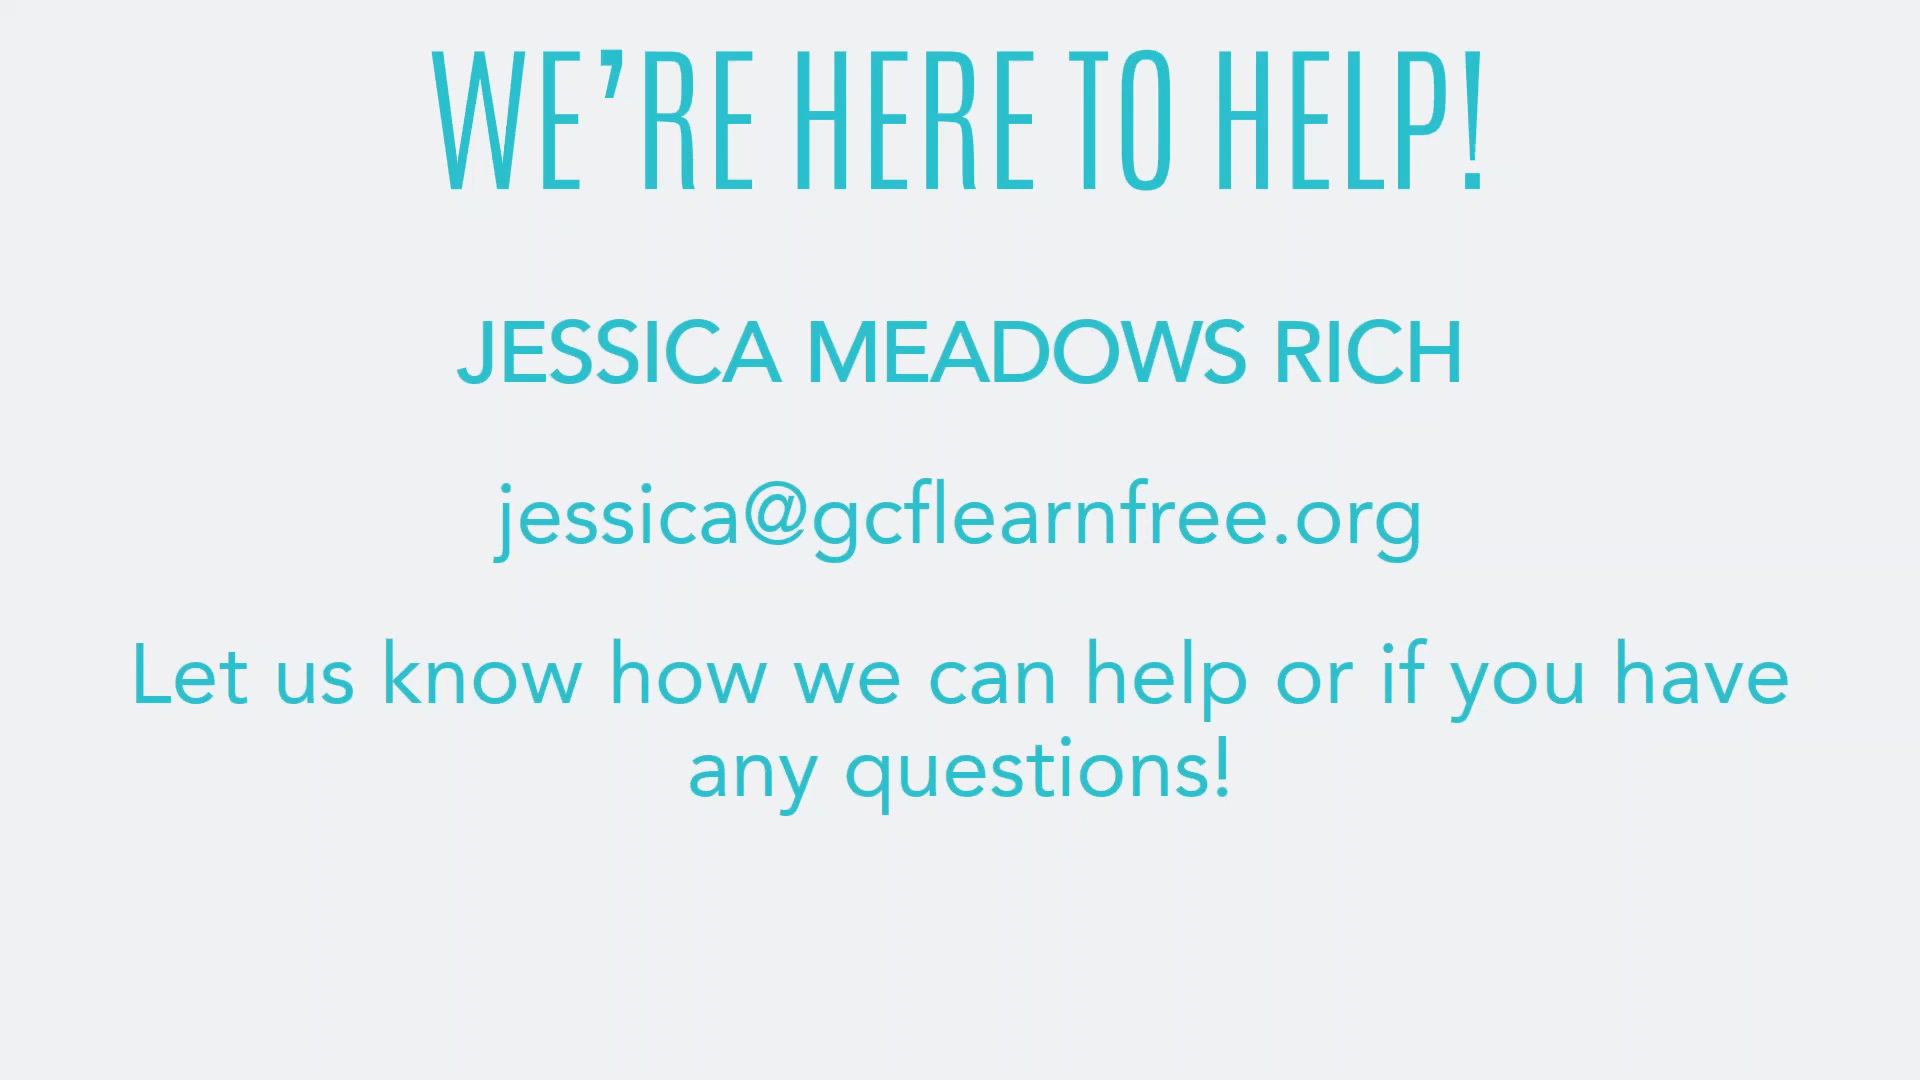 WE’RE HERE TO HELP!
JESSICA MEADOWS RICH
jessica@gcflearnfree.org
Let us know how we can help or if you have
any questions!